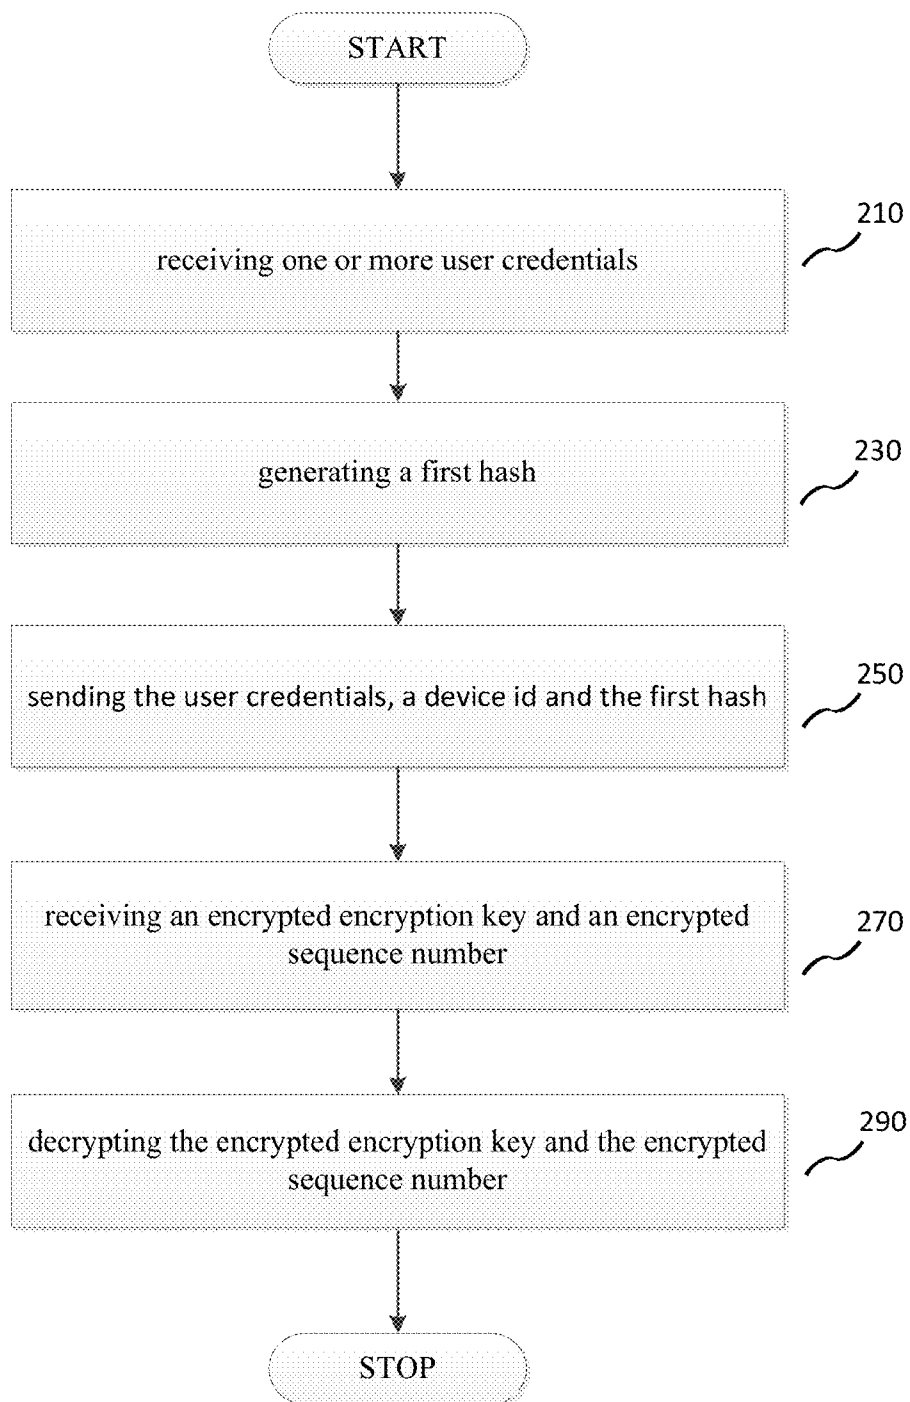 START
210
receiving one or more user credentials
230
generating a first hash
250
sending the user credentials, a device id and the first hash
270
receiving an encrypted encryption key and an encrypted
sequence number
290
decrypting the encrypted encryption key and the encrypted
sequence number
STOP